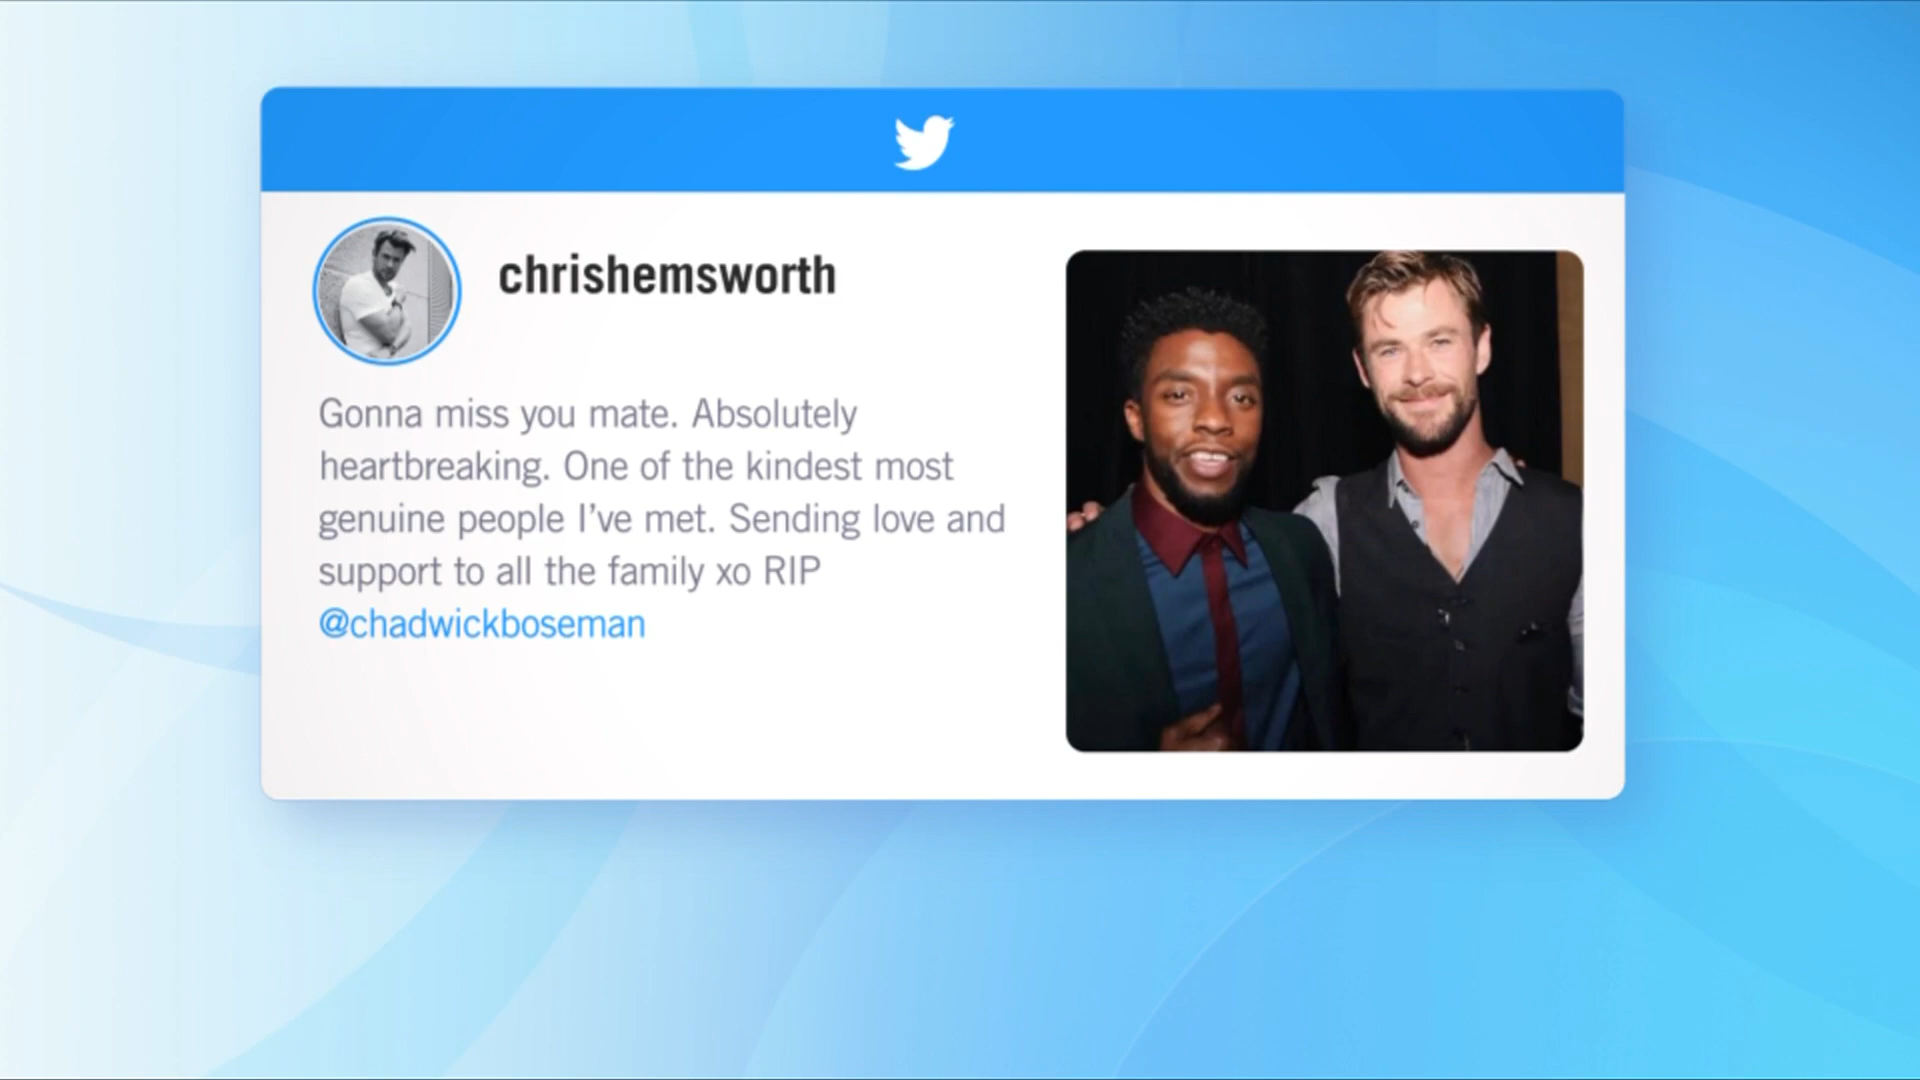 chrishemsworth
Gonna miss you mate. Absolutely
heartbreaking. One of the kindest most
genuine people I’ve met. Sending love and
support to all the family xo RIP
@chadwickboseman